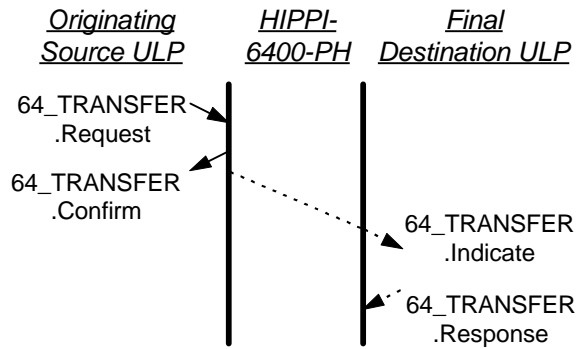 Originating
Source ULP
HIPPI-
6400-PH
Final
Destination ULP
64_TRANSFER
.Request
64_TRANSFER
.Confirm
64_TRANSFER
.Indicate
64_TRANSFER
.Response